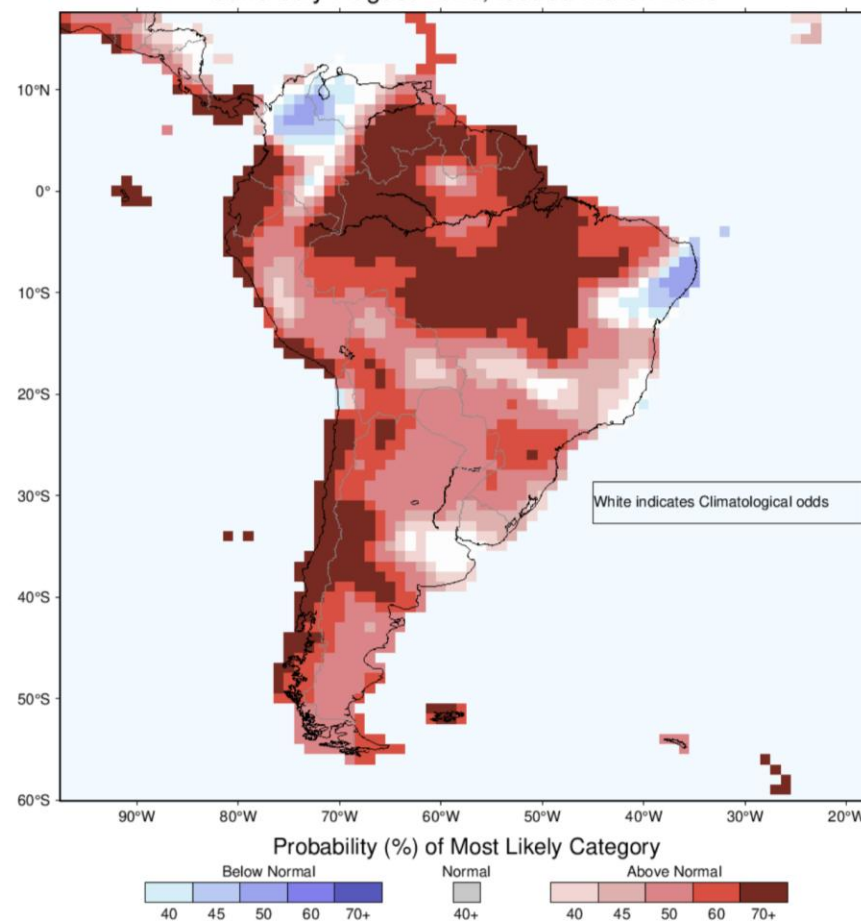 10°N
0°
10°S
20°S
30°S
White indicates Climatological odds
40°S
50°S
60°S
90°W 80°W 70°W 60°W 50°W 40°W 30°W 20°W
Probability (%) of Most Likely Category
Below Normal Normal Above Normal
40 45 50 60 70+ 40+ 40 45 50 60 70+